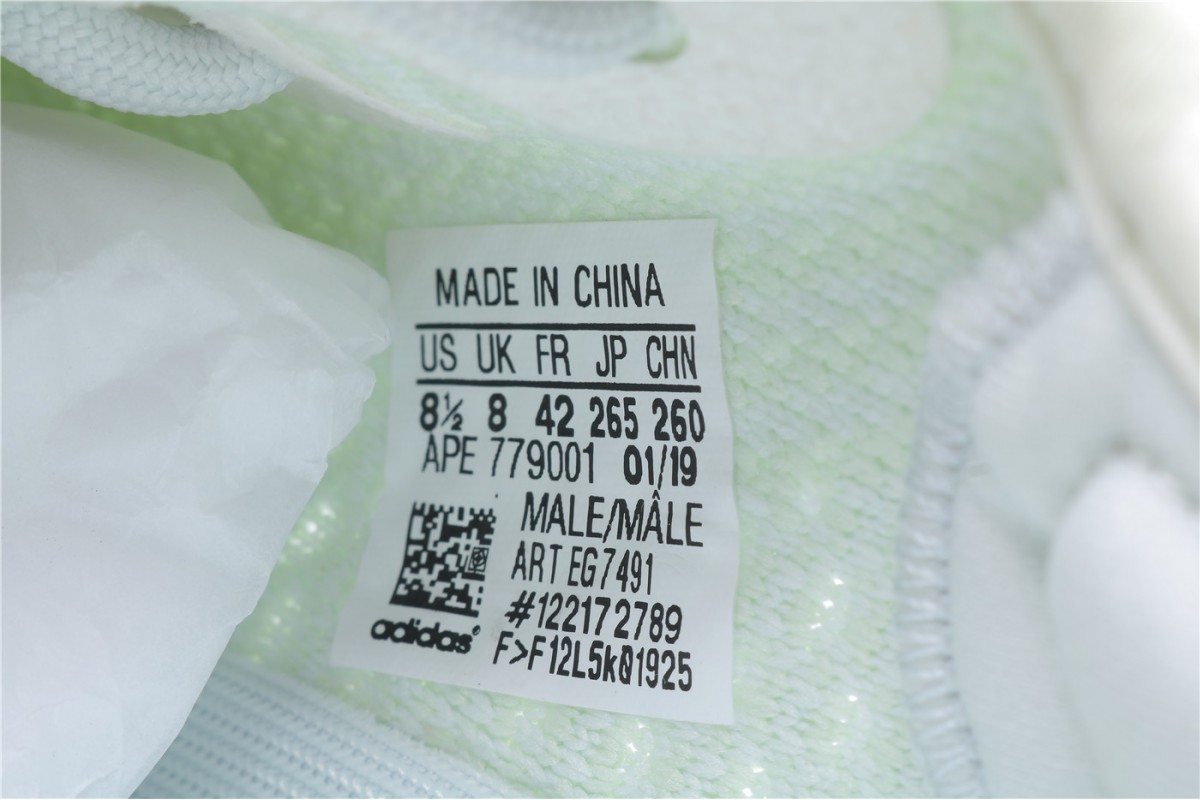 MADE IN CHINA
US UK FR JP CHN
8½ 8 42 265 260
APE 779001 01/19
MALE/MÂLE
ART EG7491
#122172789
adidas
F>F12L5k01925